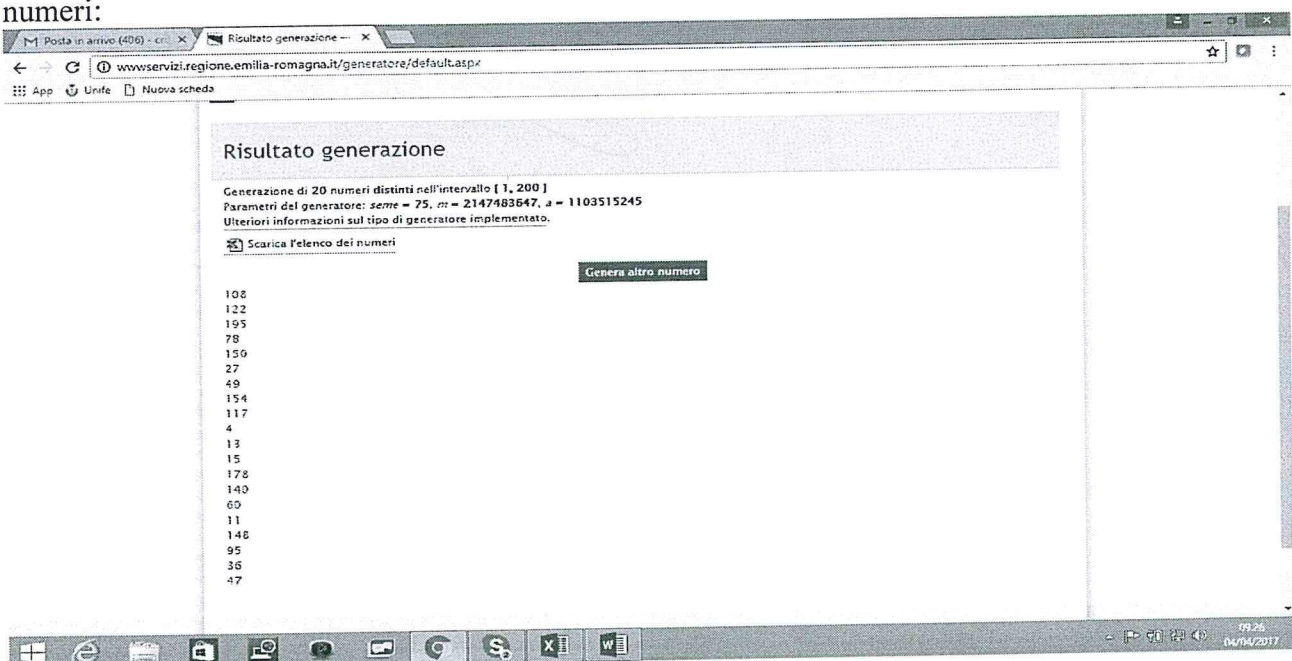 numeri:
Posta in arrivo (406) - cri
Risultato generazione —
wwwservizi.regione.emilia-romagna.it/generatore/default.aspx
App Unife Nuova scheda
Risultato generazione
Generazione di 20 numeri distinti nell'intervallo [ 1, 200 ]
Parametri del generatore: seme = 75, m = 2147483647, a = 1103515245
Ulteriori informazioni sul tipo di generatore implementato.
Scarica l'elenco dei numeri
Genera altro numero
108
122
195
78
150
27
49
154
117
4
13
15
178
140
60
11
148
95
36
47
09.26
04/04/2017